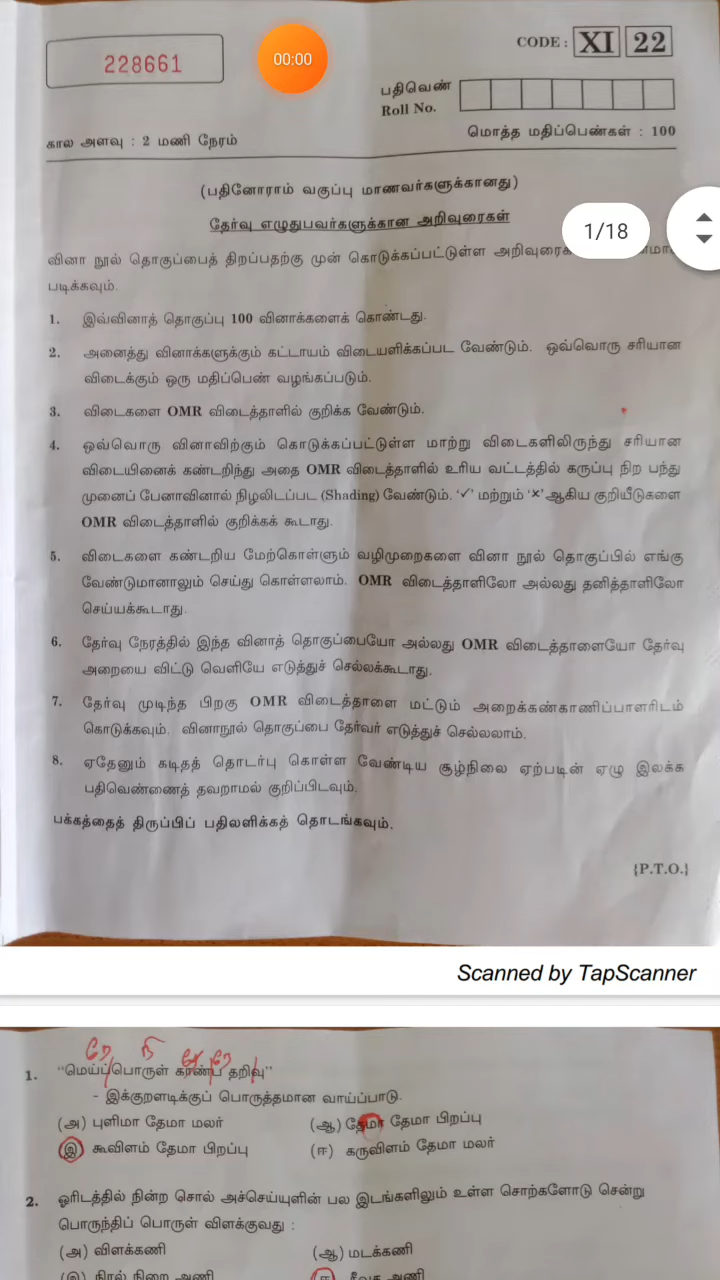 228661
00:00
CODE : XI 22
பதிவெண்
Roll No.
கால அளவு : 2 மணி நேரம்
மொத்த மதிப்பெண்கள் : 100
(பதினோராம் வகுப்பு மாணவர்களுக்கானது)
தேர்வு எழுதுபவர்களுக்கான அறிவுரைகள்
1/18
வினா நூல் தொகுப்பைத் திறப்பதற்கு முன் கொடுக்கப்பட்டுள்ள
படிக்கவும்.
1. இவ்வினாத் தொகுப்பு 100 வினாக்களைக் கொண்டது.
2. அனைத்து வினாக்களுக்கும் கட்டாயம் விடையளிக்கப்பட வேண்டும். ஒவ்வொரு சரியான
விடைக்கும் ஒரு மதிப்பெண் வழங்கப்படும்.
3. விடைகளை OMR விடைத்தாளில் குறிக்க வேண்டும்.
4. ஒவ்வொரு வினாவிற்கும் கொடுக்கப்பட்டுள்ள மாற்று விடைகளிலிருந்து சரியான
விடையினைக் கண்டறிந்து அதை OMR விடைத்தாளில் உரிய வட்டத்தில் கருப்பு நிற பந்து
முனைப் பேனாவினால் நிழலிடப்பட (Shading) வேண்டும். ‘✓’ மற்றும் ‘×’ ஆகிய குறியீடுகளை
OMR விடைத்தாளில் குறிக்கக் கூடாது.
5. விடைகளை கண்டறிய மேற்கொள்ளும் வழிமுறைகளை வினா நூல் தொகுப்பில் எங்கு
வேண்டுமானாலும் செய்து கொள்ளலாம். OMR விடைத்தாளிலோ அல்லது தனித்தாளிலோ
செய்யக்கூடாது.
6. தேர்வு நேரத்தில் இந்த வினாத் தொகுப்பையோ அல்லது OMR விடைத்தாளையோ தேர்வு
அறையை விட்டு வெளியே எடுத்துச் செல்லக்கூடாது.
7. தேர்வு முடிந்த பிறகு OMR விடைத்தாளை மட்டும் அறைக்கண்காணிப்பாளரிடம்
கொடுக்கவும். வினாநூல் தொகுப்பை தேர்வர் எடுத்துச் செல்லலாம்.
8. ஏதேனும் கடிதத் தொடர்பு கொள்ள வேண்டிய சூழ்நிலை ஏற்படின் ஏழு இலக்க
பதிவெண்ணைத் தவறாமல் குறிப்பிடவும்.
பக்கத்தைத் திருப்பிப் பதிலளிக்கத் தொடங்கவும்.
{P.T.O.}
Scanned by TapScanner
1. “மெய்ப்பொருள் காண்ப தறிவு”
- இக்குறளடிக்குப் பொருத்தமான வாய்ப்பாடு.
(அ) புளிமா தேமா மலர் (ஆ) தேமா தேமா பிறப்பு
(இ) கூவிளம் தேமா பிறப்பு (ஈ) கருவிளம் தேமா மலர்
2. ஓரிடத்தில் நின்ற சொல் அச்செய்யுளின் பல இடங்களிலும் உள்ள சொற்களோடு சென்று
பொருந்திப் பொருள் விளக்குவது :
(அ) விளக்கணி (ஆ) மடக்கணி
(இ) நிரல் நிறை அணி (ஈ) தீவக அணி